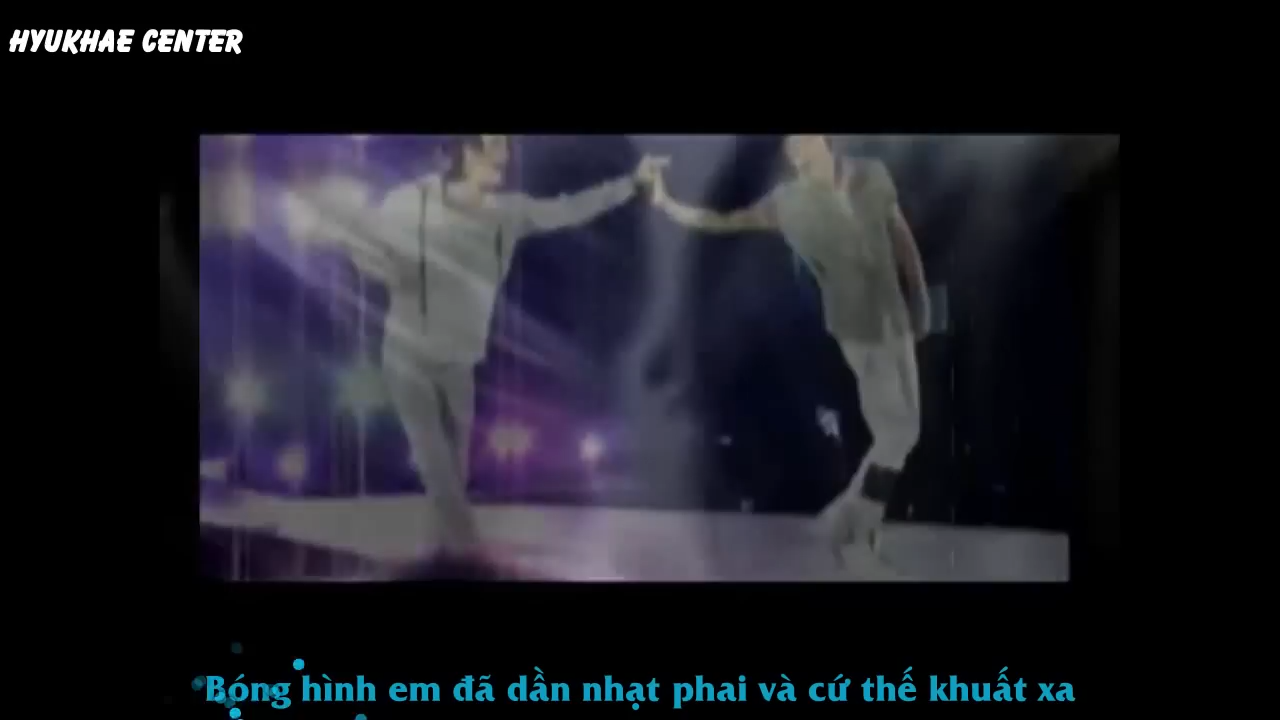 HYUKHAE CENTER
Bóng hình em đã dần nhạt phai và cứ thế khuất xa